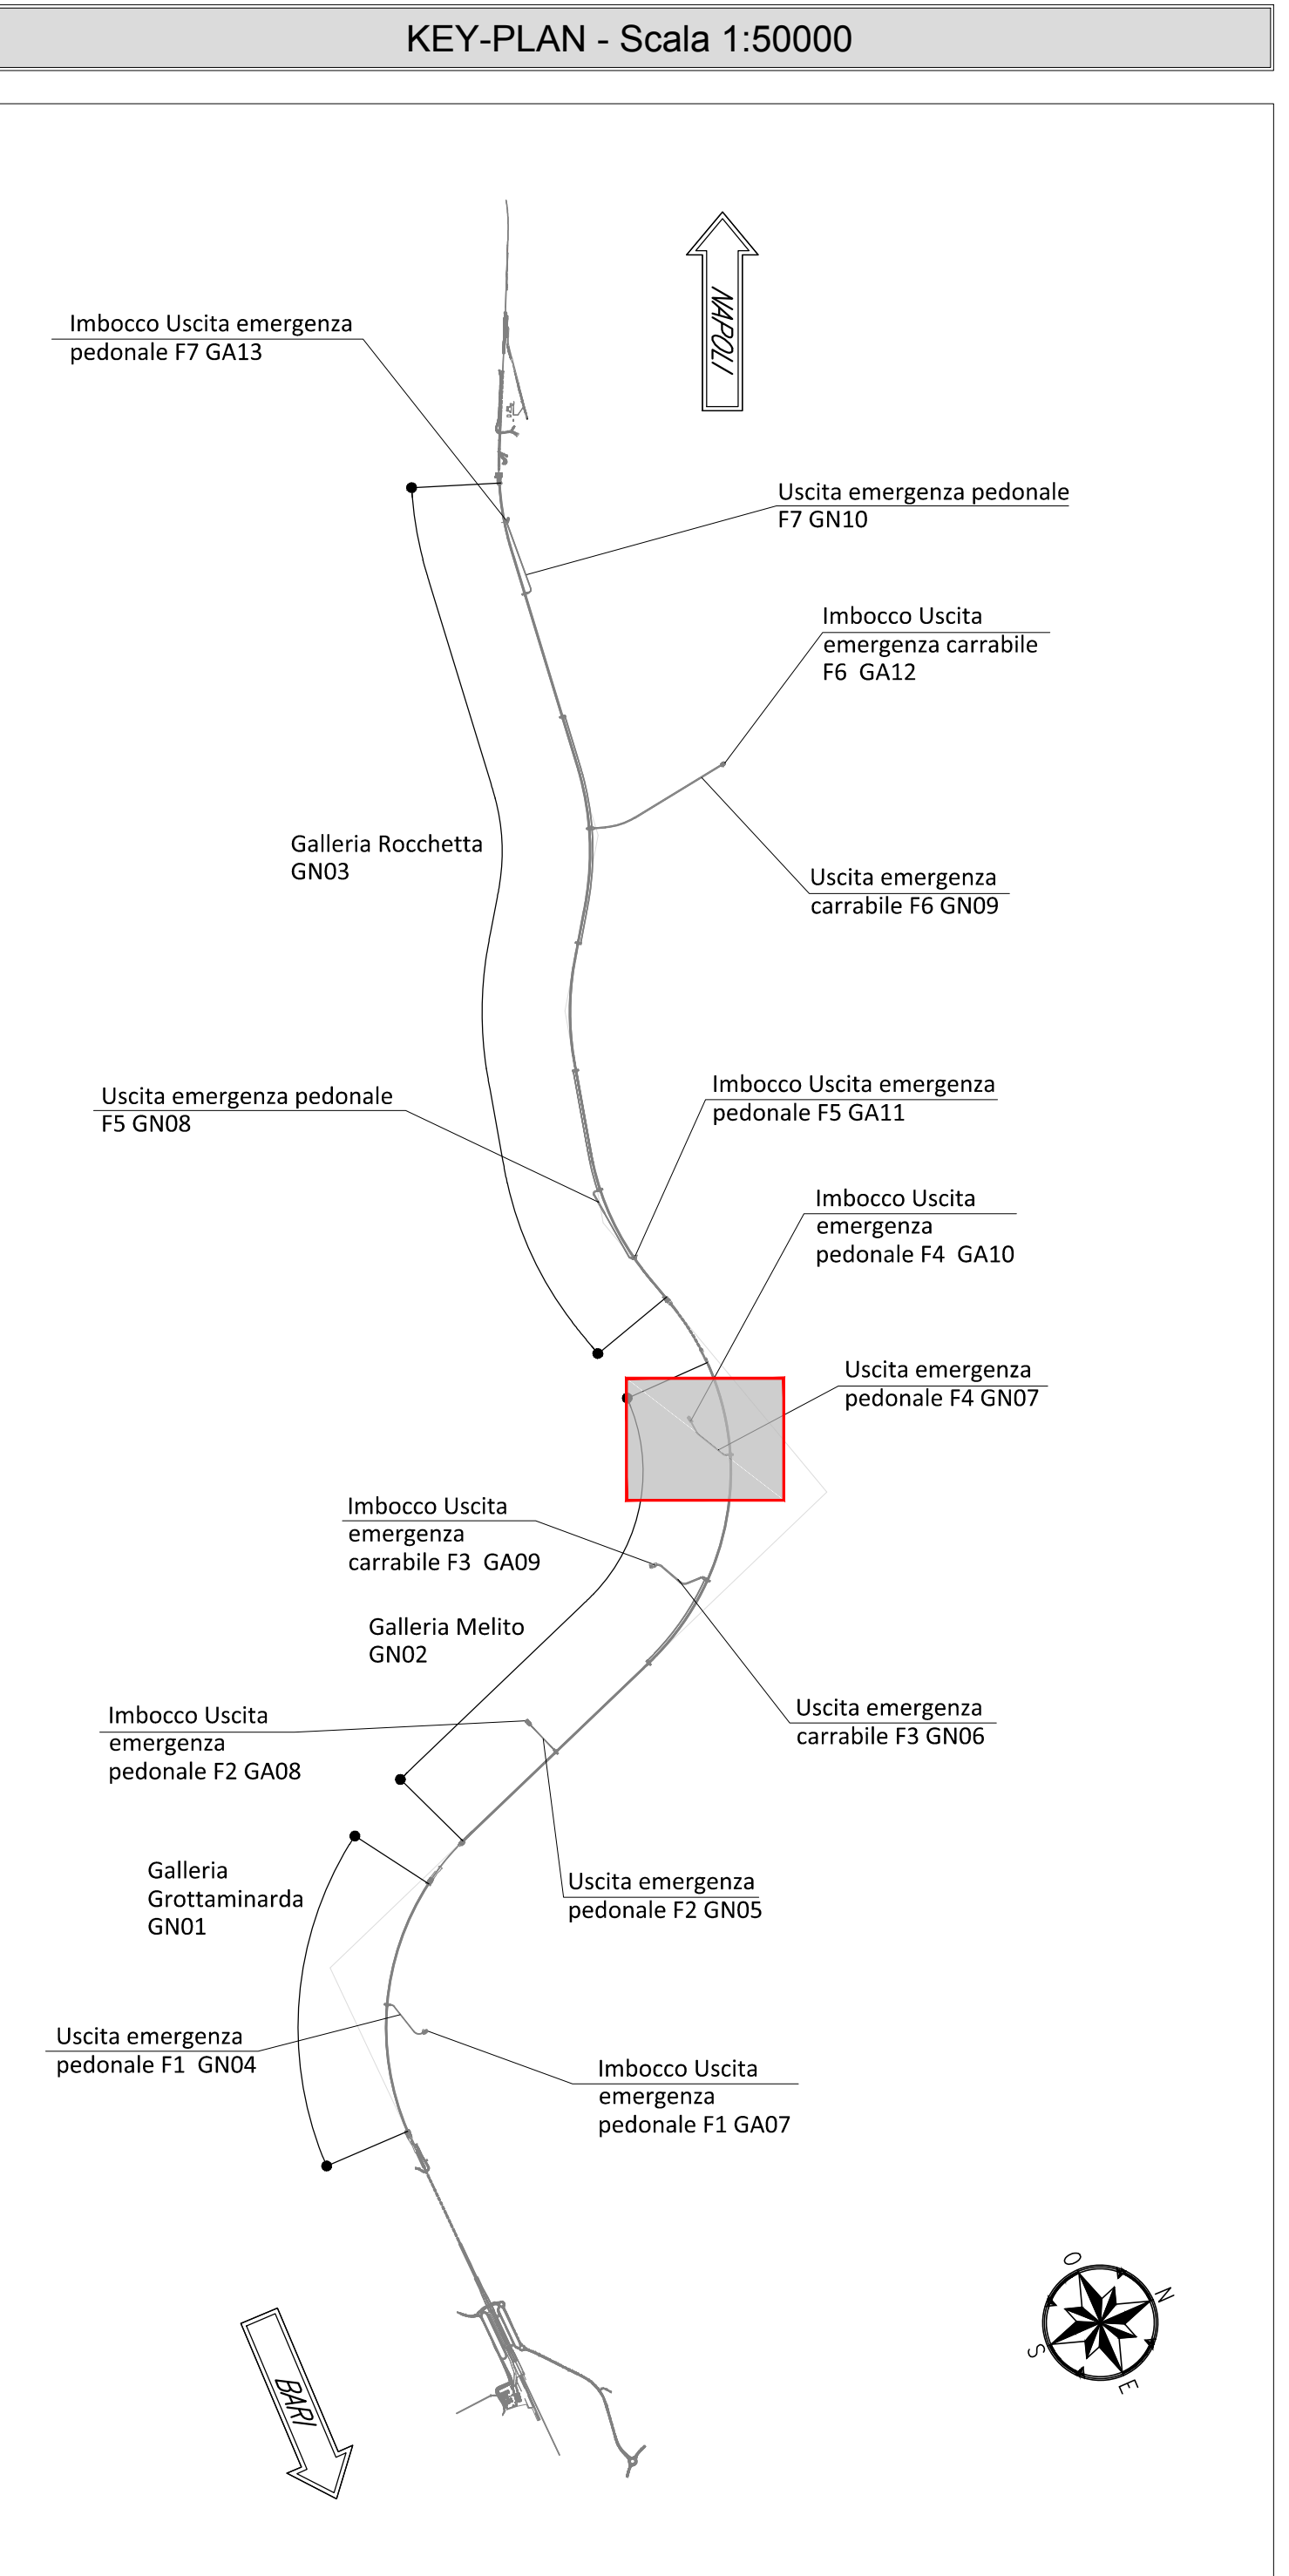 KEY-PLAN - Scala 1:50000
NAPOLI
Imbocco Uscita emergenza
pedonale F7 GA13
Uscita emergenza pedonale
F7 GN10
Imbocco Uscita
emergenza carrabile
F6 GA12
Galleria Rocchetta
GN03
Uscita emergenza
carrabile F6 GN09
Uscita emergenza pedonale
F5 GN08
Imbocco Uscita emergenza
pedonale F5 GA11
Imbocco Uscita
emergenza
pedonale F4 GA10
Uscita emergenza
pedonale F4 GN07
Imbocco Uscita
emergenza
carrabile F3 GA09
Galleria Melito
GN02
Uscita emergenza
carrabile F3 GN06
Imbocco Uscita
emergenza
pedonale F2 GA08
Uscita emergenza
pedonale F2 GN05
Galleria
Grottaminarda
GN01
Uscita emergenza
pedonale F1 GN04
Imbocco Uscita
emergenza
pedonale F1 GA07
O
N
S
E
BARI